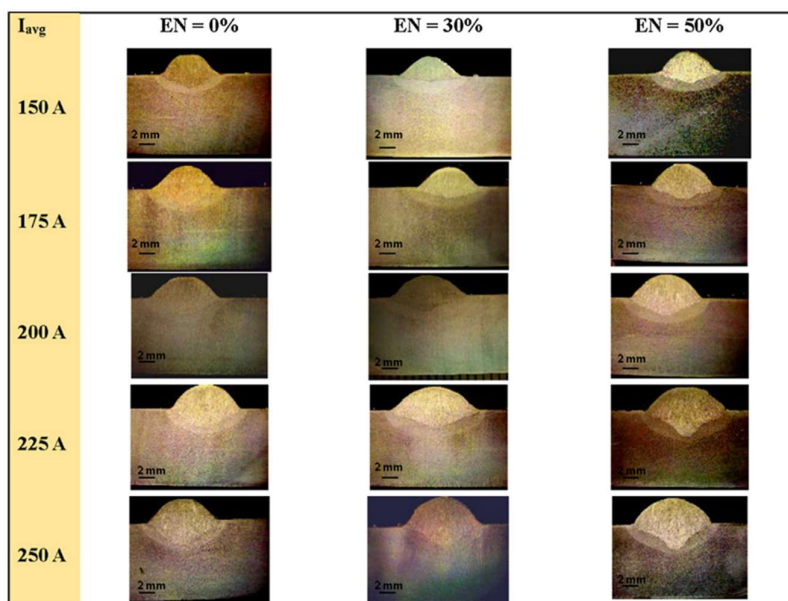 I_avg EN = 0% EN = 30% EN = 50%
150 A
2 mm 2 mm 2 mm
175 A
2 mm 2 mm 2 mm
200 A
2 mm 2 mm 2 mm
225 A
2 mm 2 mm 2 mm
250 A
2 mm 2 mm 2 mm